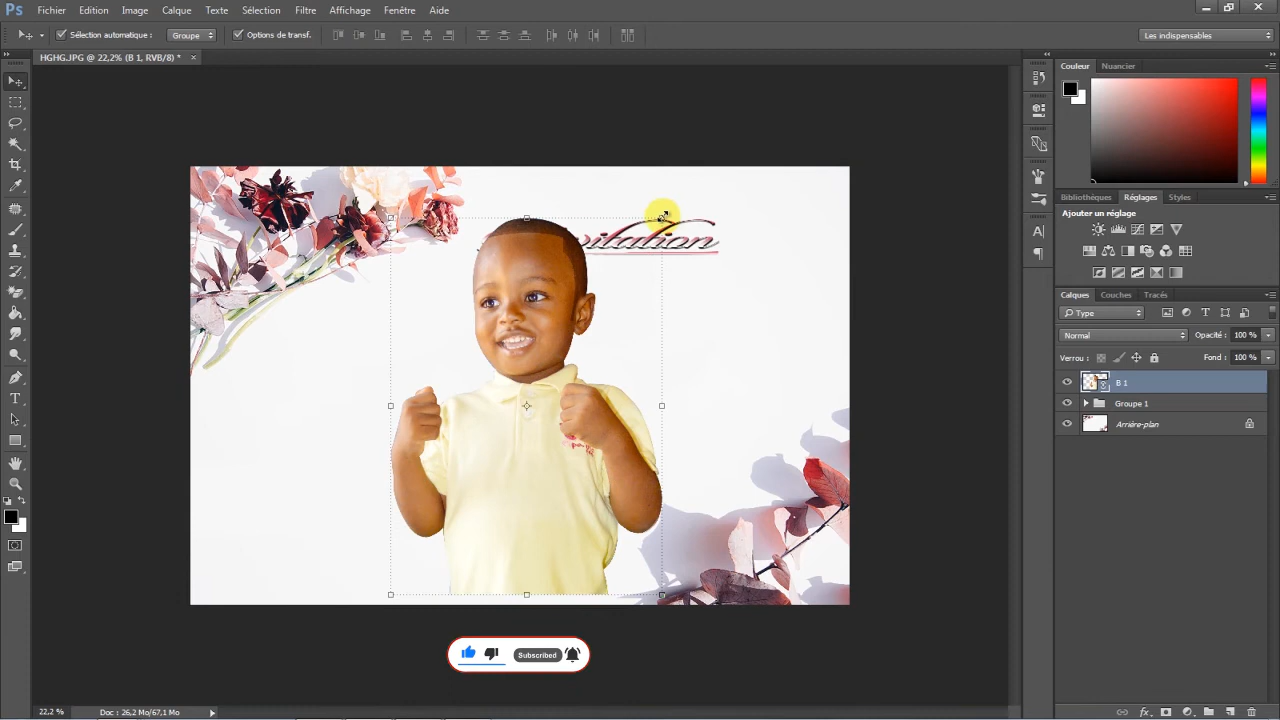 Ps Fichier Edition Image Calque Texte Sélection Filtre Affichage Fenêtre Aide
Sélection automatique : Groupe Options de transf. Les indispensables
HGHG.JPG @ 22,2% (B 1, RVB/8) * ×
Couleur Nuancier
Bibliothèques Réglages Styles
Ajouter un réglage
Calques Couches Tracés
Type
Normal Opacité : 100 %
Verrou : Fond : 100 %
B 1
Groupe 1
Arrière-plan
vitation
Subscribed
22,2 % Doc : 26,2 Mo/67,1 Mo
fx